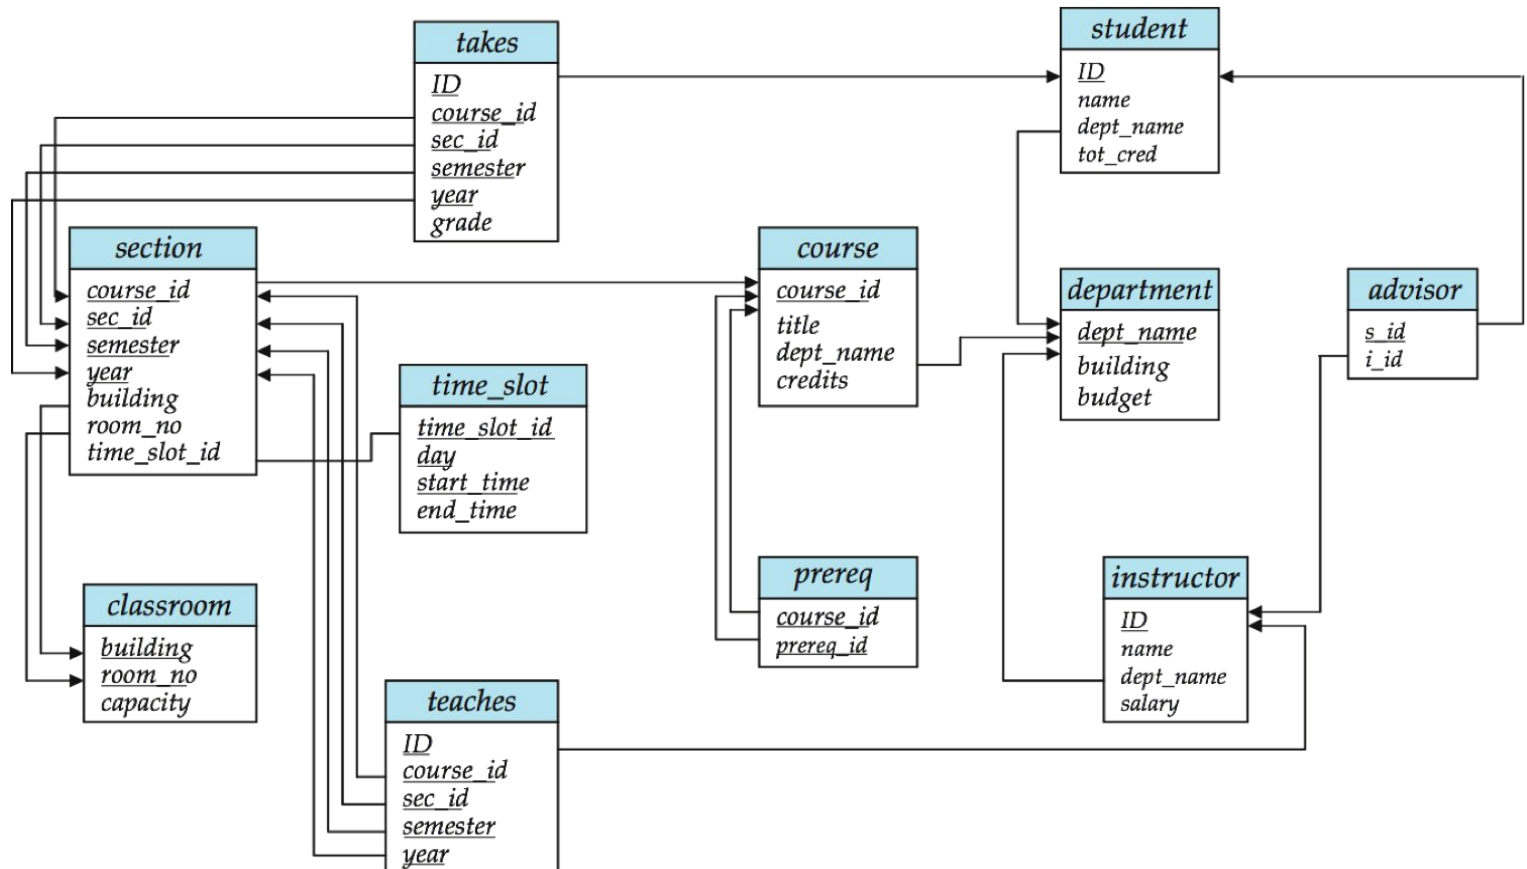 takes
ID
course_id
sec_id
semester
year
grade
student
ID
name
dept_name
tot_cred
section
course_id
sec_id
semester
year
building
room_no
time_slot_id
time_slot
time_slot_id
day
start_time
end_time
course
course_id
title
dept_name
credits
department
dept_name
building
budget
advisor
s_id
i_id
classroom
building
room_no
capacity
prereq
course_id
prereq_id
instructor
ID
name
dept_name
salary
teaches
ID
course_id
sec_id
semester
year